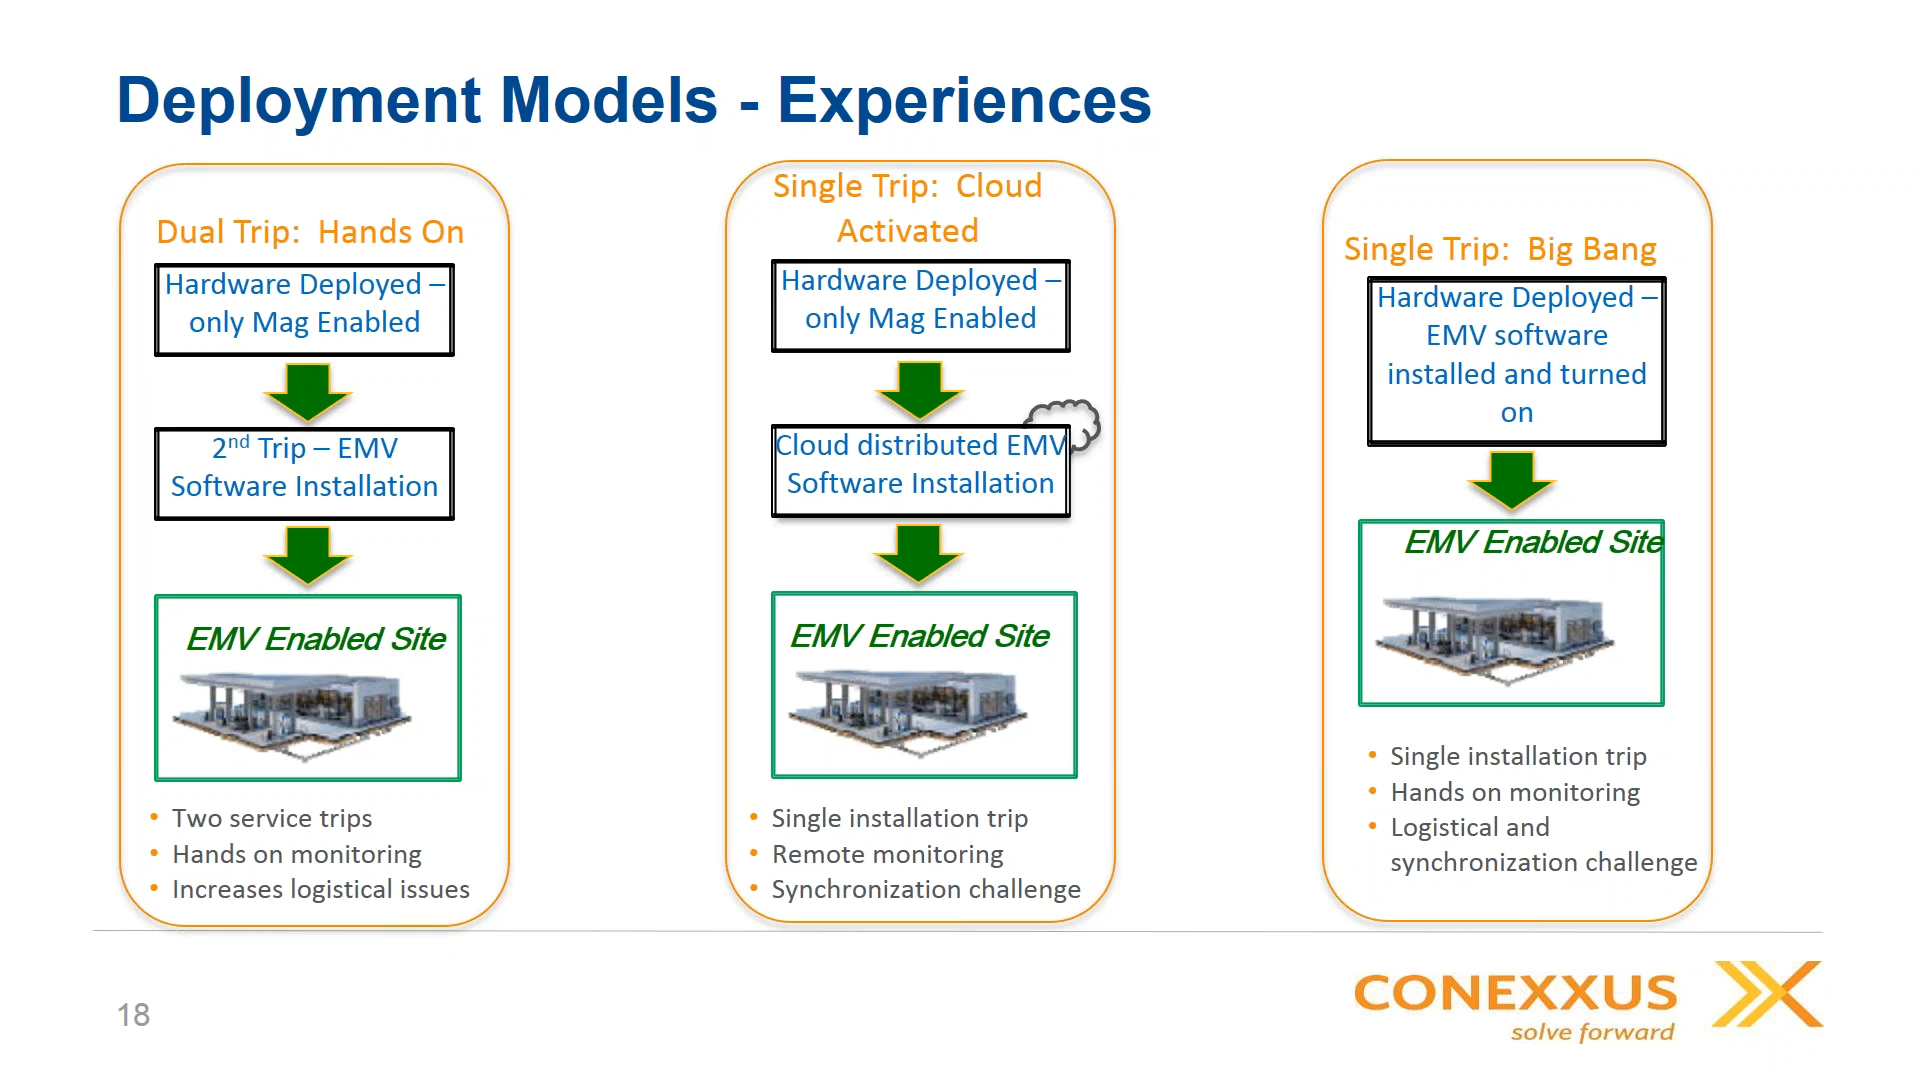 Deployment Models - Experiences
Dual Trip:  Hands On
Hardware Deployed –
only Mag Enabled
2nd Trip – EMV
Software Installation
EMV Enabled Site
• Two service trips
• Hands on monitoring
• Increases logistical issues
Single Trip:  Cloud
Activated
Hardware Deployed –
only Mag Enabled
Cloud distributed EMV
Software Installation
EMV Enabled Site
• Single installation trip
• Remote monitoring
• Synchronization challenge
Single Trip:  Big Bang
Hardware Deployed –
EMV software
installed and turned
on
EMV Enabled Site
• Single installation trip
• Hands on monitoring
• Logistical and
synchronization challenge
18
CONEXXUS
solve forward